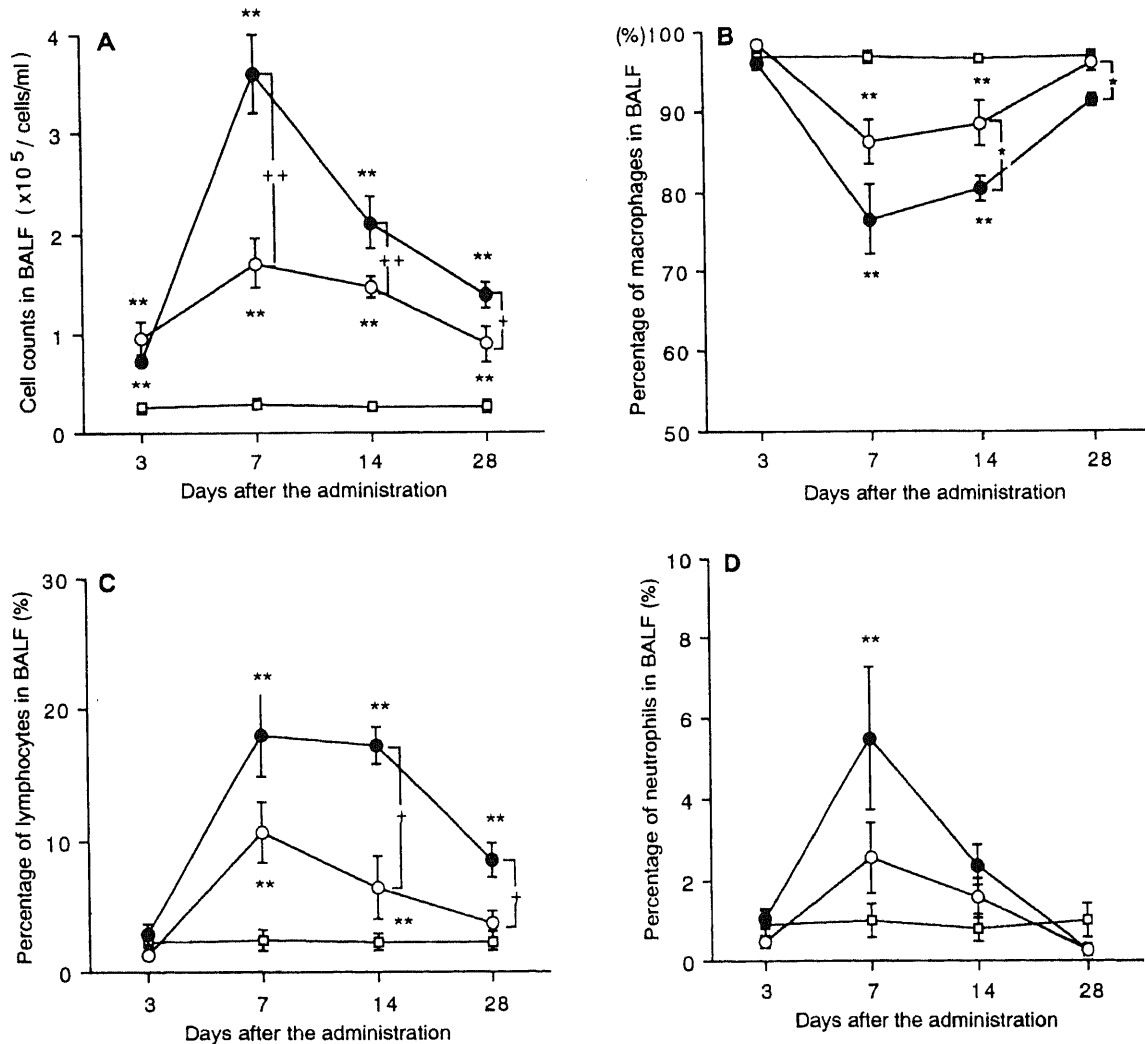 A
Cell counts in BALF ( x10 5 / cells/ml)
4
3
2
1
0
**
**
**
**
**
**
**
**
++
++
+
3 7 14 28
Days after the administration
B
Percentage of macrophages in BALF
(%)100
90
80
70
60
50
**
**
**
**
*
*
3 7 14 28
Days after the administration
C
Percentage of lymphocytes in BALF (%)
30
20
10
0
**
**
**
**
**
+
+
3 7 14 28
Days after the administration
D
Percentage of neutrophils in BALF (%)
10
8
6
4
2
0
**
3 7 14 28
Days after the administration